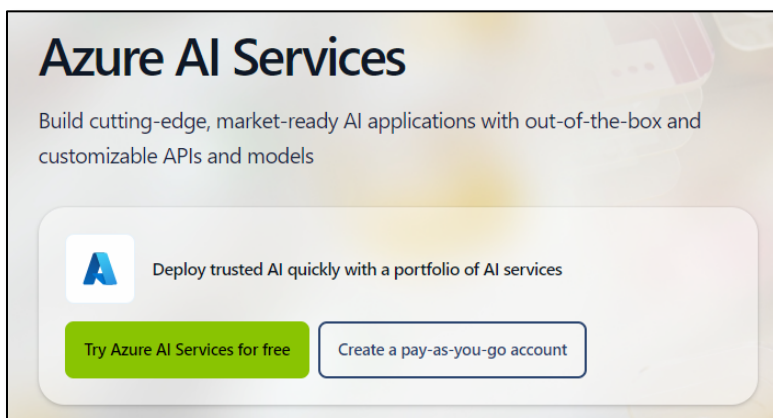 Azure AI Services
Build cutting-edge, market-ready AI applications with out-of-the-box and
customizable APIs and models
Deploy trusted AI quickly with a portfolio of AI services
Try Azure AI Services for free
Create a pay-as-you-go account